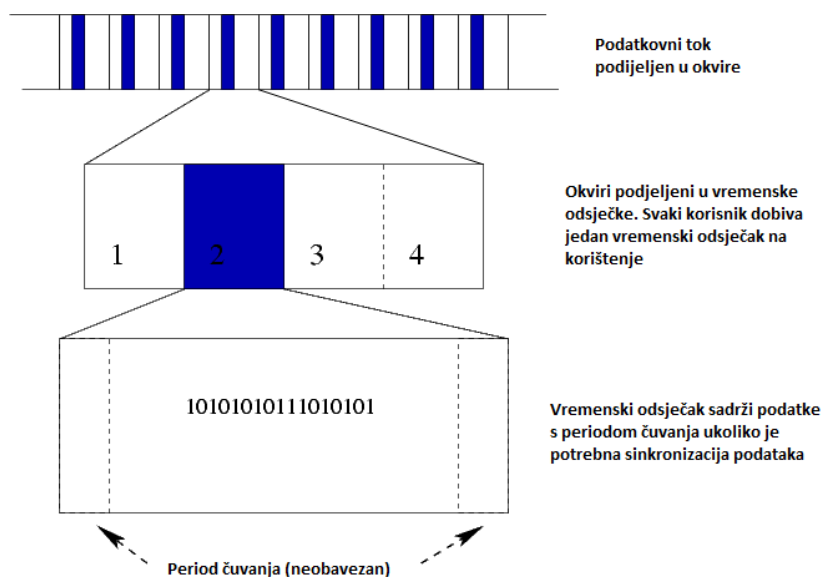 Podatkovni tok
podijeljen u okvire
Okviri podjeljeni u vremenske
odsječke. Svaki korisnik dobiva
jedan vremenski odsječak na
korištenje
1 2 3 4
10101010111010101
Vremenski odsječak sadrži podatke
s periodom čuvanja ukoliko je
potrebna sinkronizacija podataka
Period čuvanja (neobavezan)